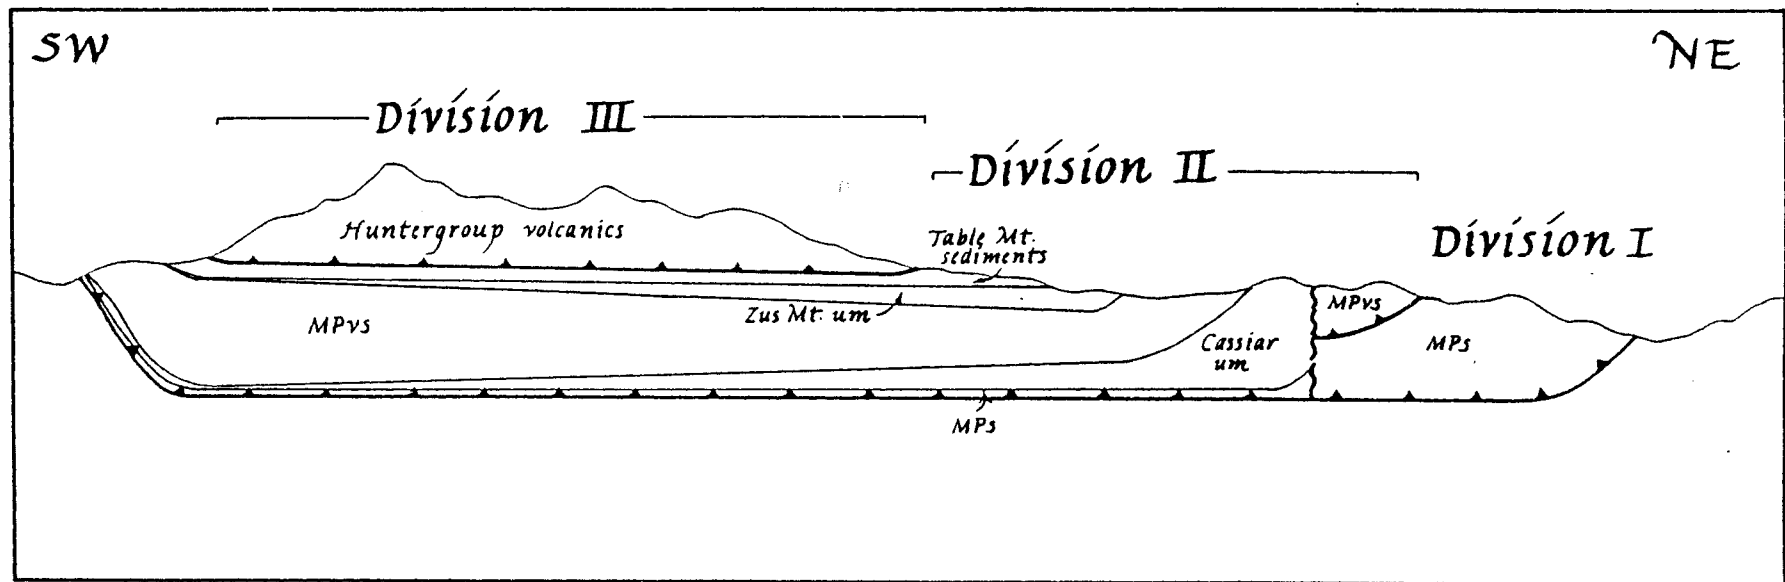 SW
NE
Division III
Division II
Division I
Huntergroup volcanics
Table Mt.
sediments
Zus Mt. um
MPvs
MPvs
Cassiar
um
MPs
MPs